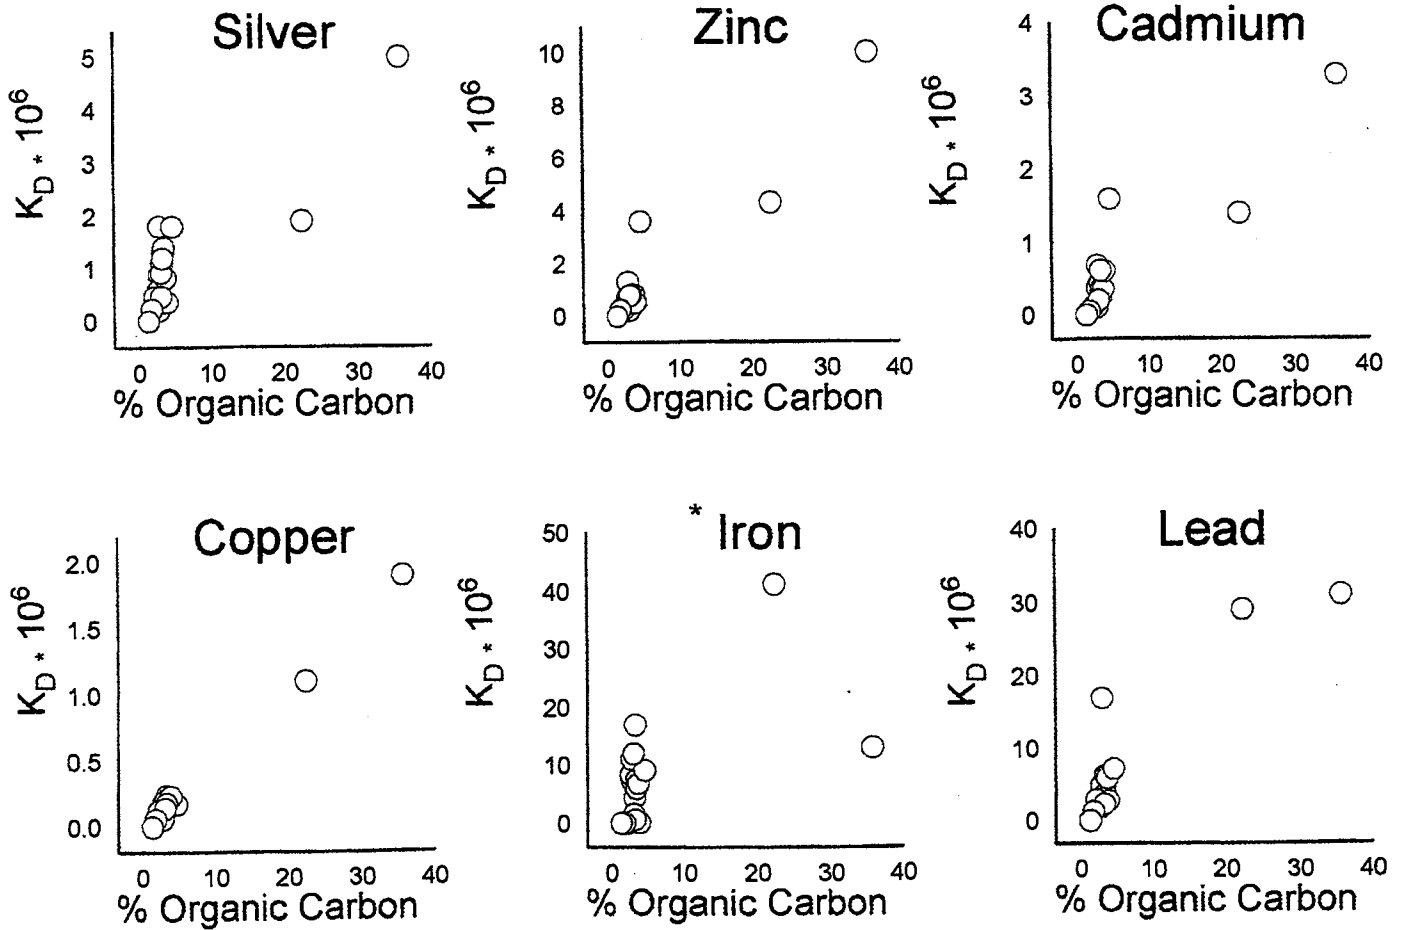 Silver
5
4
3
2
1
0
K_D * 10^6
0 10 20 30 40
% Organic Carbon
Zinc
10
8
6
4
2
0
K_D * 10^6
0 10 20 30 40
% Organic Carbon
Cadmium
4
3
2
1
0
K_D * 10^6
0 10 20 30 40
% Organic Carbon
Copper
2.0
1.5
1.0
0.5
0.0
K_D * 10^6
0 10 20 30 40
% Organic Carbon
* Iron
50
40
30
20
10
0
K_D * 10^6
0 10 20 30 40
% Organic Carbon
Lead
40
30
20
10
0
K_D * 10^6
0 10 20 30 40
% Organic Carbon